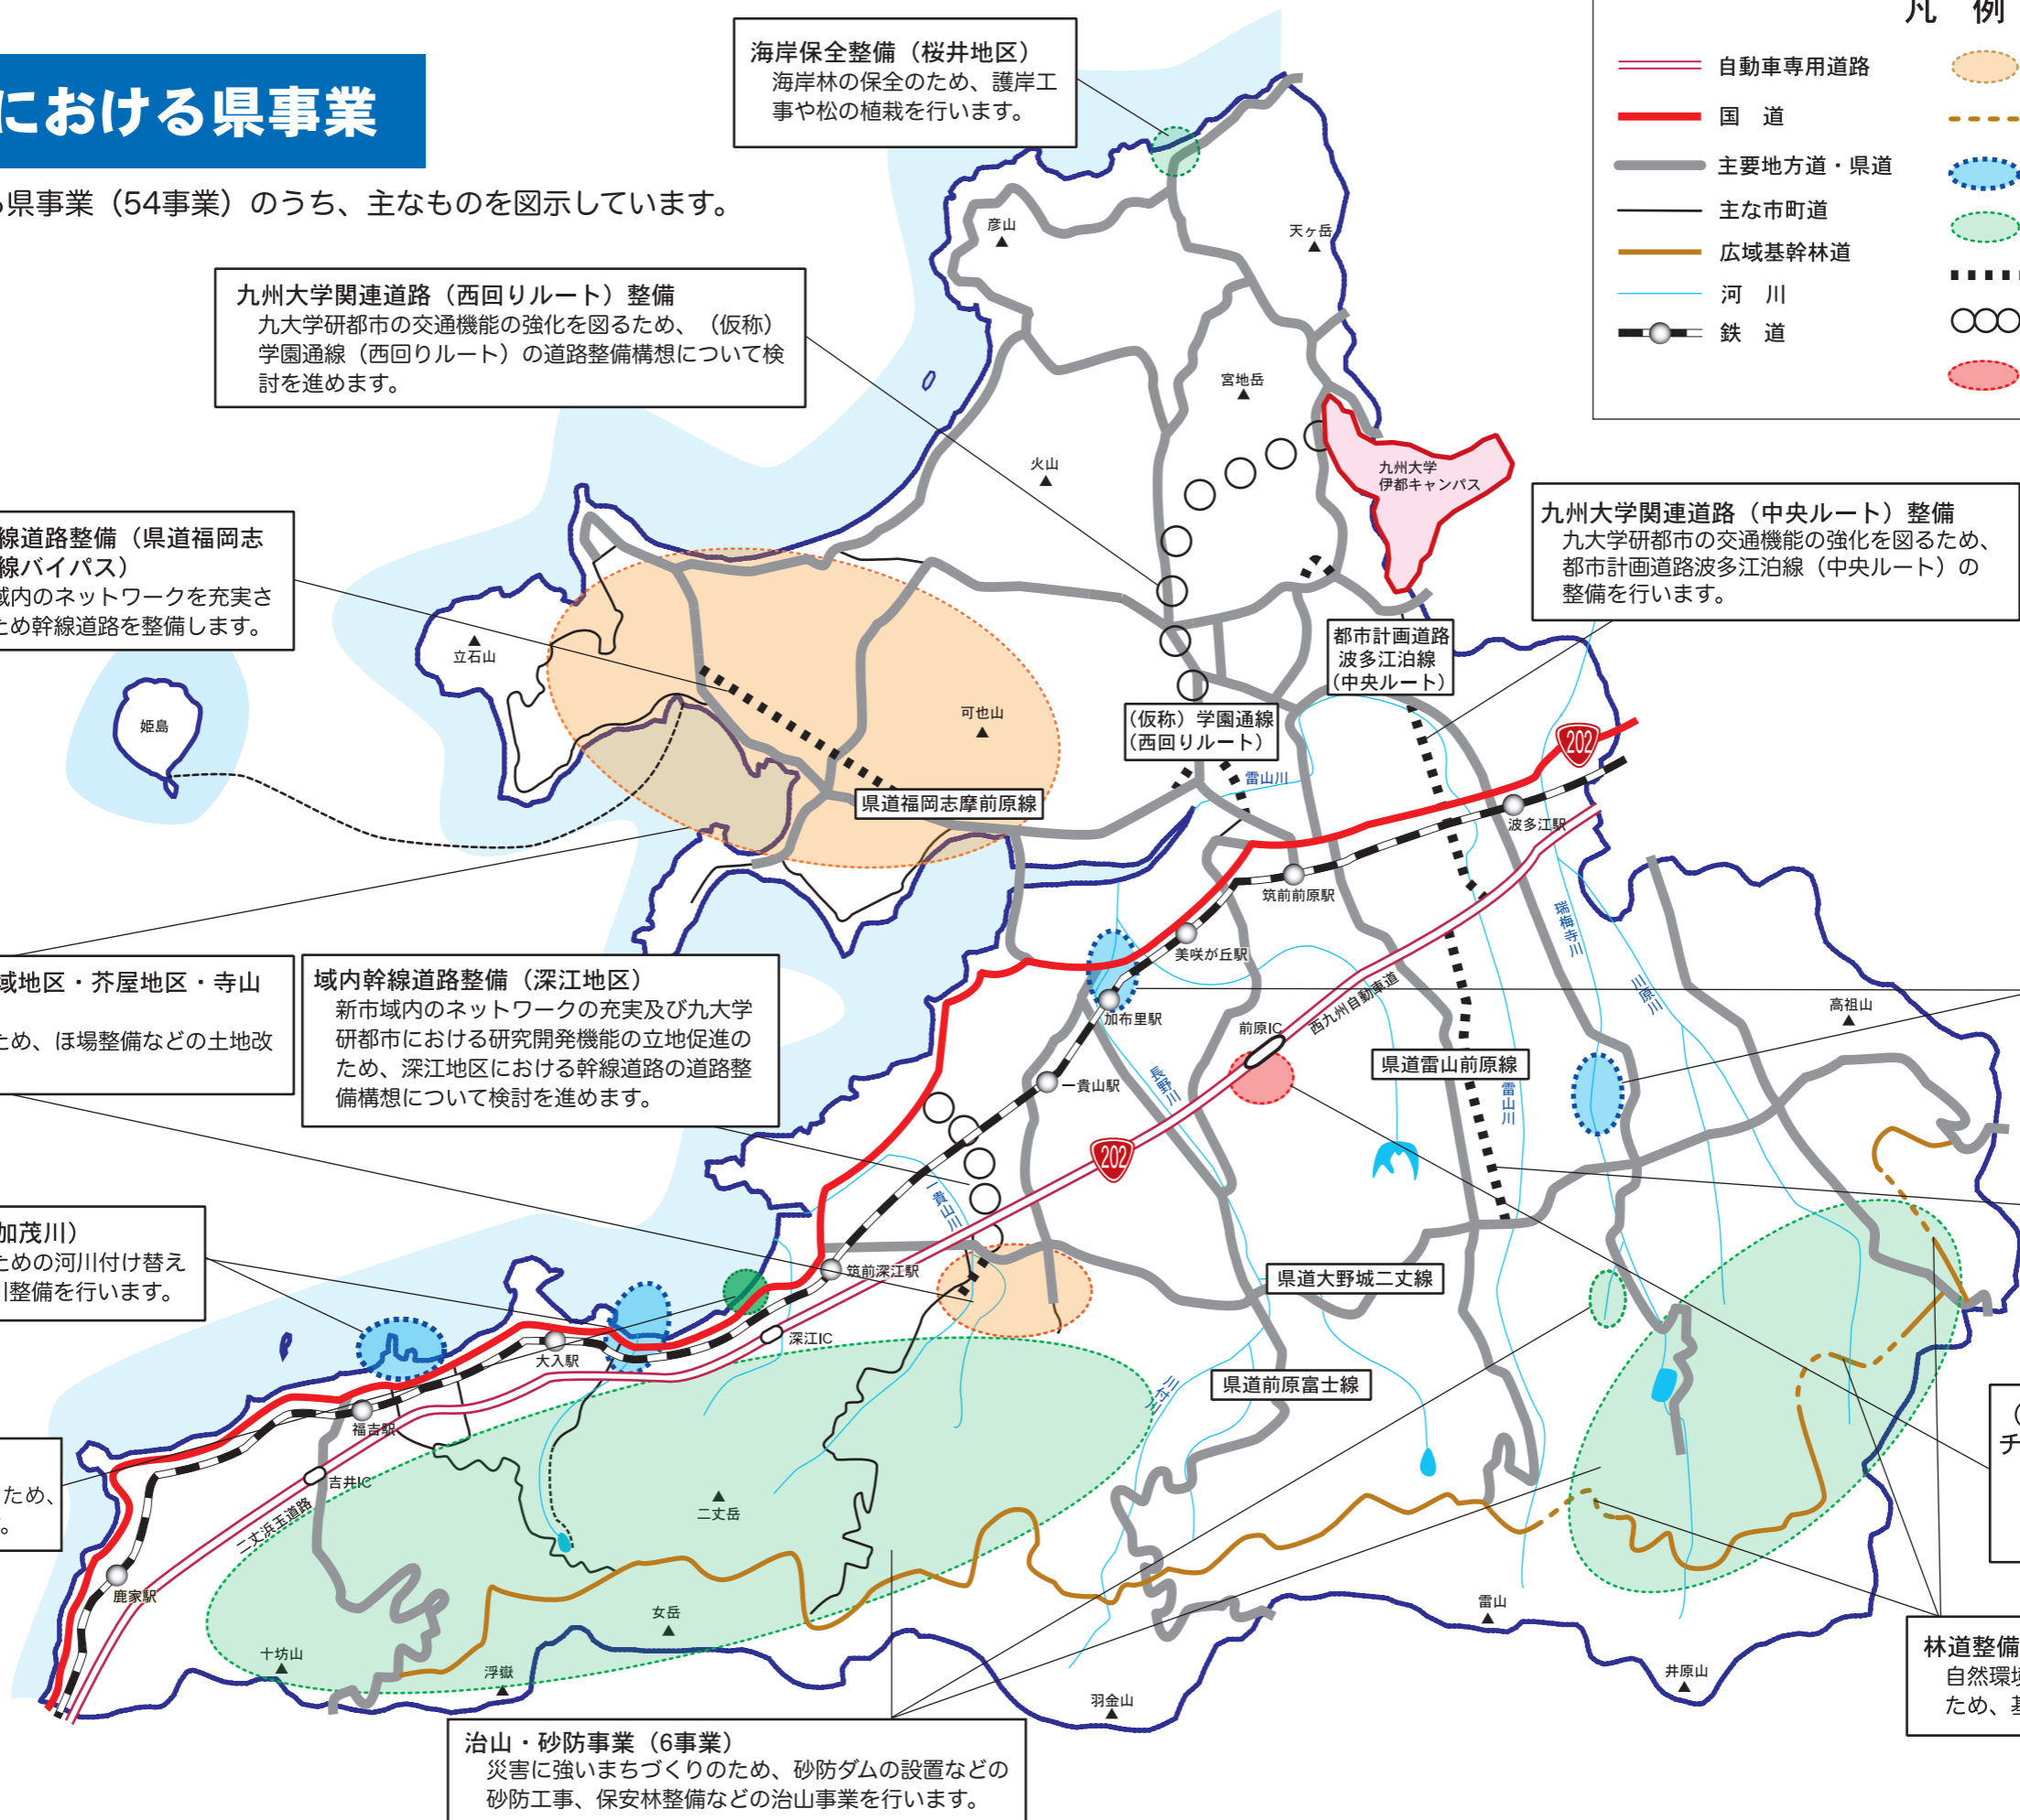 における県事業
県事業（54事業）のうち、主なものを図示しています。
海岸保全整備（桜井地区）
海岸林の保全のため、護岸工
事や松の植栽を行います。
凡　例
自動車専用道路
国　道
主要地方道・県道
主な市町道
広域基幹林道
河　川
鉄　道
九州大学関連道路（西回りルート）整備
九大学研都市の交通機能の強化を図るため、（仮称）
学園通線（西回りルート）の道路整備構想について検
討を進めます。
彦山
天ヶ岳
宮地岳
火山
九州大学
伊都キャンパス
線道路整備（県道福岡志
線バイパス）
域内のネットワークを充実さ
ため幹線道路を整備します。
九州大学関連道路（中央ルート）整備
九大学研都市の交通機能の強化を図るため、
都市計画道路波多江泊線（中央ルート）の
整備を行います。
立石山
姫島
可也山
都市計画道路
波多江泊線
(中央ルート)
(仮称）学園通線
(西回りルート）
雷山川
202
県道福岡志摩前原線
波多江駅
筑前前原駅
瑞梅寺川
川原川
美咲が丘駅
加布里駅
西九州自動車道
前原IC
高祖山
域地区・芥屋地区・寺山
ため、ほ場整備などの土地改
域内幹線道路整備（深江地区）
新市域内のネットワークの充実及び九大学
研都市における研究開発機能の立地促進の
ため、深江地区における幹線道路の道路整
備構想について検討を進めます。
一貴山駅
長野川
県道雷山前原線
雷山川
202
一貴山川
加茂川）
ための河川付け替え
川整備を行います。
筑前深江駅
県道大野城二丈線
深江IC
大入駅
県道前原富士線
川付川
福吉駅
吉井IC
二丈浜玉道路
ため、
。
（
チ
二丈岳
鹿家駅
女岳
雷山
十坊山
浮嶽
羽金山
井原山
林道整備
自然環境
ため、基
治山・砂防事業（6事業）
災害に強いまちづくりのため、砂防ダムの設置などの
砂防工事、保安林整備などの治山事業を行います。